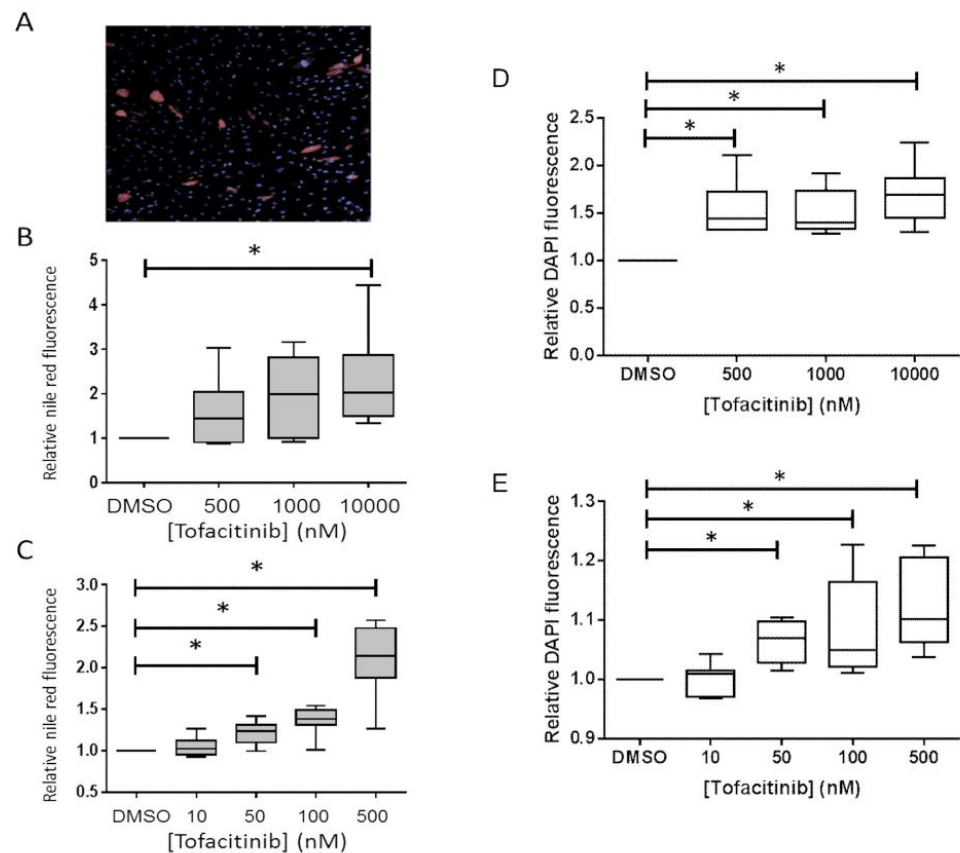 A
B
Relative nile red fluorescence
5
4
3
2
1
0
*
DMSO 500 1000 10000
[Tofacitinib] (nM)
C
Relative nile red fluorescence
3.0
2.5
2.0
1.5
1.0
0.5
*
*
*
DMSO 10 50 100 500
[Tofacitinib] (nM)
D
Relative DAPI fluorescence
2.5
2.0
1.5
1.0
0.5
0.0
*
*
*
DMSO 500 1000 10000
[Tofacitinib] (nM)
E
Relative DAPI fluorescence
1.3
1.2
1.1
1.0
0.9
*
*
*
DMSO 10 50 100 500
[Tofacitinib] (nM)